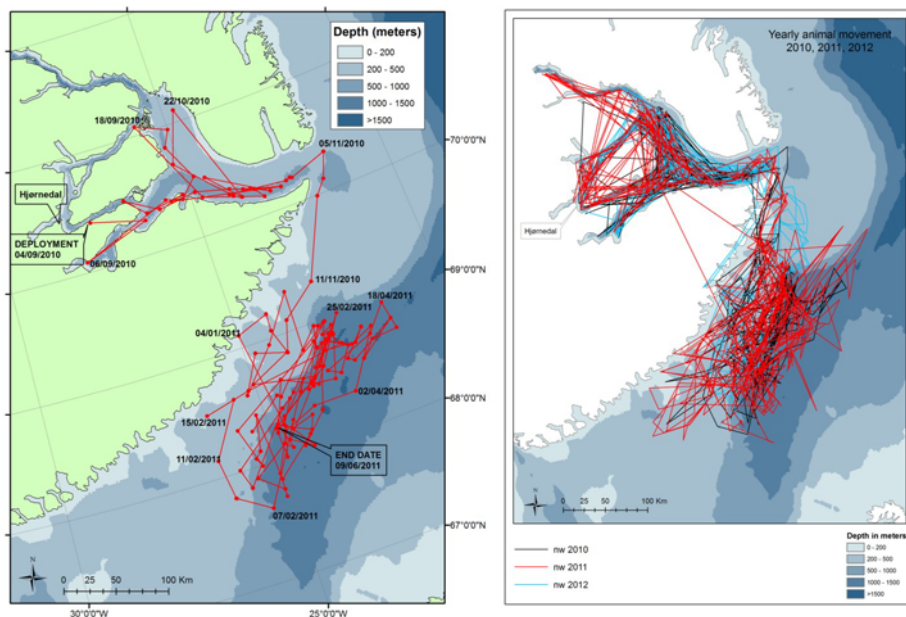 Depth (meters)
0 - 200
200 - 500
500 - 1000
1000 - 1500
>1500
22/10/2010
18/09/2010
05/11/2010
70°0'0"N
Hjørnedal
DEPLOYMENT
04/09/2010
06/09/2010
69°0'0"N
11/11/2010
18/04/2011
25/02/2011
04/01/2011
68°0'0"N
02/04/2011
15/02/2011
END DATE
09/06/2011
11/02/2011
07/02/2011
67°0'0"N
N
0 25 50 100 Km
30°0'0"W
25°0'0"W
Yearly animal movement
2010, 2011, 2012
Hjørnedal
N
0 25 50 100 Km
nw 2010
nw 2011
nw 2012
Depth in meters
0 - 200
200 - 500
500 - 1000
1000 - 1500
>1500